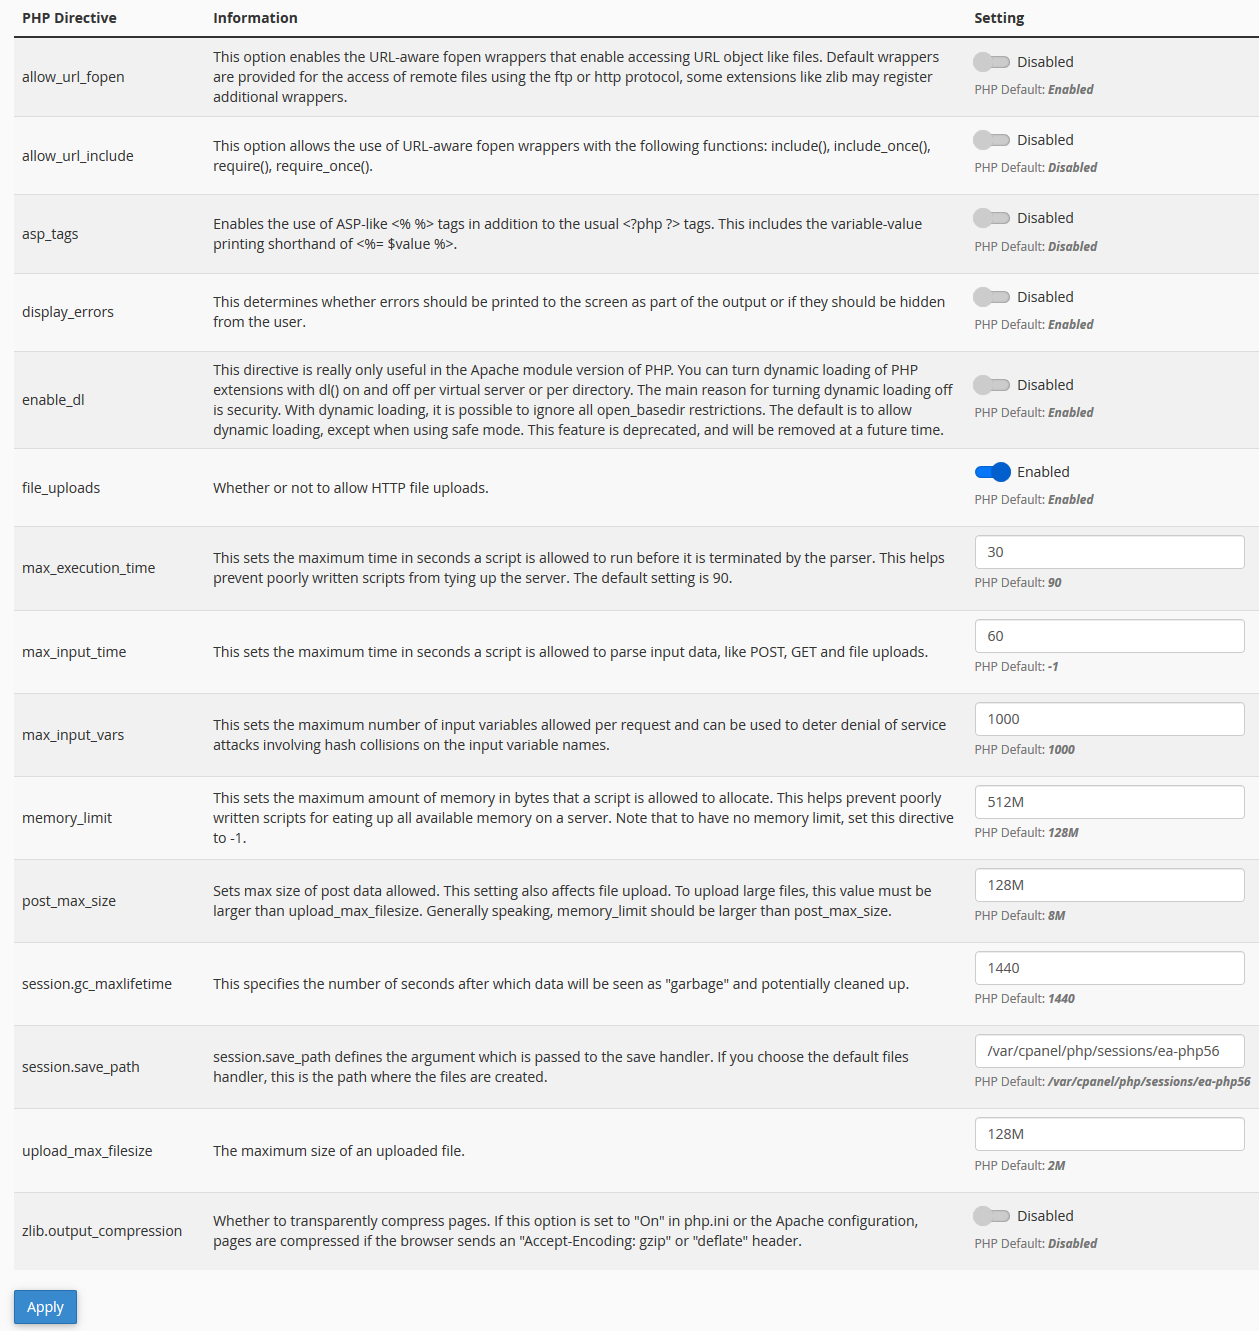 PHP Directive Information Setting
allow_url_fopen
This option enables the URL-aware fopen wrappers that enable accessing URL object like files. Default wrappers
are provided for the access of remote files using the ftp or http protocol, some extensions like zlib may register
additional wrappers.
Disabled
PHP Default: Enabled
allow_url_include
This option allows the use of URL-aware fopen wrappers with the following functions: include(), include_once(),
require(), require_once().
Disabled
PHP Default: Disabled
asp_tags
Enables the use of ASP-like <% %> tags in addition to the usual <?php ?> tags. This includes the variable-value
printing shorthand of <%= $value %>.
Disabled
PHP Default: Disabled
display_errors
This determines whether errors should be printed to the screen as part of the output or if they should be hidden
from the user.
Disabled
PHP Default: Enabled
enable_dl
This directive is really only useful in the Apache module version of PHP. You can turn dynamic loading of PHP
extensions with dl() on and off per virtual server or per directory. The main reason for turning dynamic loading off
is security. With dynamic loading, it is possible to ignore all open_basedir restrictions. The default is to allow
dynamic loading, except when using safe mode. This feature is deprecated, and will be removed at a future time.
Disabled
PHP Default: Enabled
file_uploads
Whether or not to allow HTTP file uploads.
Enabled
PHP Default: Enabled
max_execution_time
This sets the maximum time in seconds a script is allowed to run before it is terminated by the parser. This helps
prevent poorly written scripts from tying up the server. The default setting is 90.
30
PHP Default: 90
max_input_time
This sets the maximum time in seconds a script is allowed to parse input data, like POST, GET and file uploads.
60
PHP Default: -1
max_input_vars
This sets the maximum number of input variables allowed per request and can be used to deter denial of service
attacks involving hash collisions on the input variable names.
1000
PHP Default: 1000
memory_limit
This sets the maximum amount of memory in bytes that a script is allowed to allocate. This helps prevent poorly
written scripts for eating up all available memory on a server. Note that to have no memory limit, set this directive
to -1.
512M
PHP Default: 128M
post_max_size
Sets max size of post data allowed. This setting also affects file upload. To upload large files, this value must be
larger than upload_max_filesize. Generally speaking, memory_limit should be larger than post_max_size.
128M
PHP Default: 8M
session.gc_maxlifetime
This specifies the number of seconds after which data will be seen as "garbage" and potentially cleaned up.
1440
PHP Default: 1440
session.save_path
session.save_path defines the argument which is passed to the save handler. If you choose the default files
handler, this is the path where the files are created.
/var/cpanel/php/sessions/ea-php56
PHP Default: /var/cpanel/php/sessions/ea-php56
upload_max_filesize
The maximum size of an uploaded file.
128M
PHP Default: 2M
zlib.output_compression
Whether to transparently compress pages. If this option is set to "On" in php.ini or the Apache configuration,
pages are compressed if the browser sends an "Accept-Encoding: gzip" or "deflate" header.
Disabled
PHP Default: Disabled
Apply